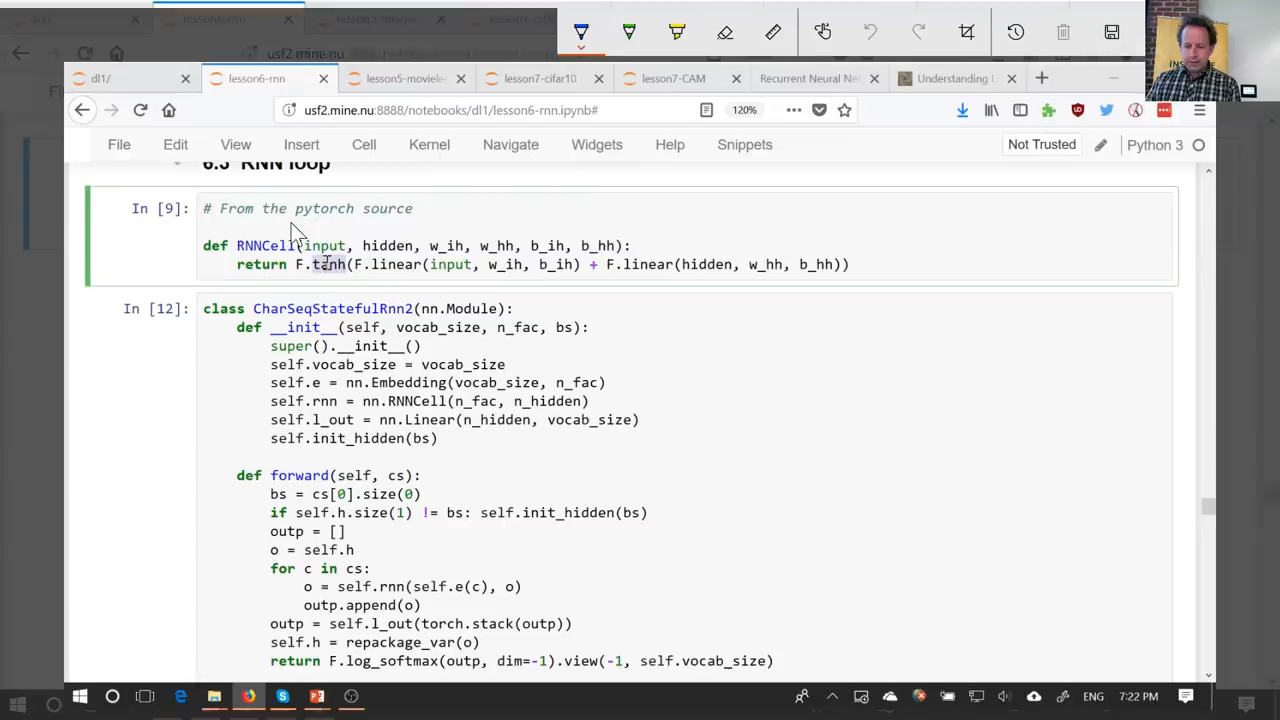 usf2.mine.nu
dl1/
lesson6-rnn
lesson5-movielen
lesson7-cifar10
lesson7-CAM
Recurrent Neural Ne
Understanding L
usf2.mine.nu:8888/notebooks/dl1/lesson6-rnn.ipynb#
120%
File Edit View Insert Cell Kernel Navigate Widgets Help Snippets
Not Trusted
Python 3
6.3 RNN loop
In [9]:
# From the pytorch source
def RNNCell(input, hidden, w_ih, w_hh, b_ih, b_hh):
return F.tanh(F.linear(input, w_ih, b_ih) + F.linear(hidden, w_hh, b_hh))
In [12]:
class CharSeqStatefulRnn2(nn.Module):
def __init__(self, vocab_size, n_fac, bs):
super().__init__()
self.vocab_size = vocab_size
self.e = nn.Embedding(vocab_size, n_fac)
self.rnn = nn.RNNCell(n_fac, n_hidden)
self.l_out = nn.Linear(n_hidden, vocab_size)
self.init_hidden(bs)
def forward(self, cs):
bs = cs[0].size(0)
if self.h.size(1) != bs: self.init_hidden(bs)
outp = []
o = self.h
for c in cs:
o = self.rnn(self.e(c), o)
outp.append(o)
outp = self.l_out(torch.stack(outp))
self.h = repackage_var(o)
return F.log_softmax(outp, dim=-1).view(-1, self.vocab_size)
ENG
7:22 PM